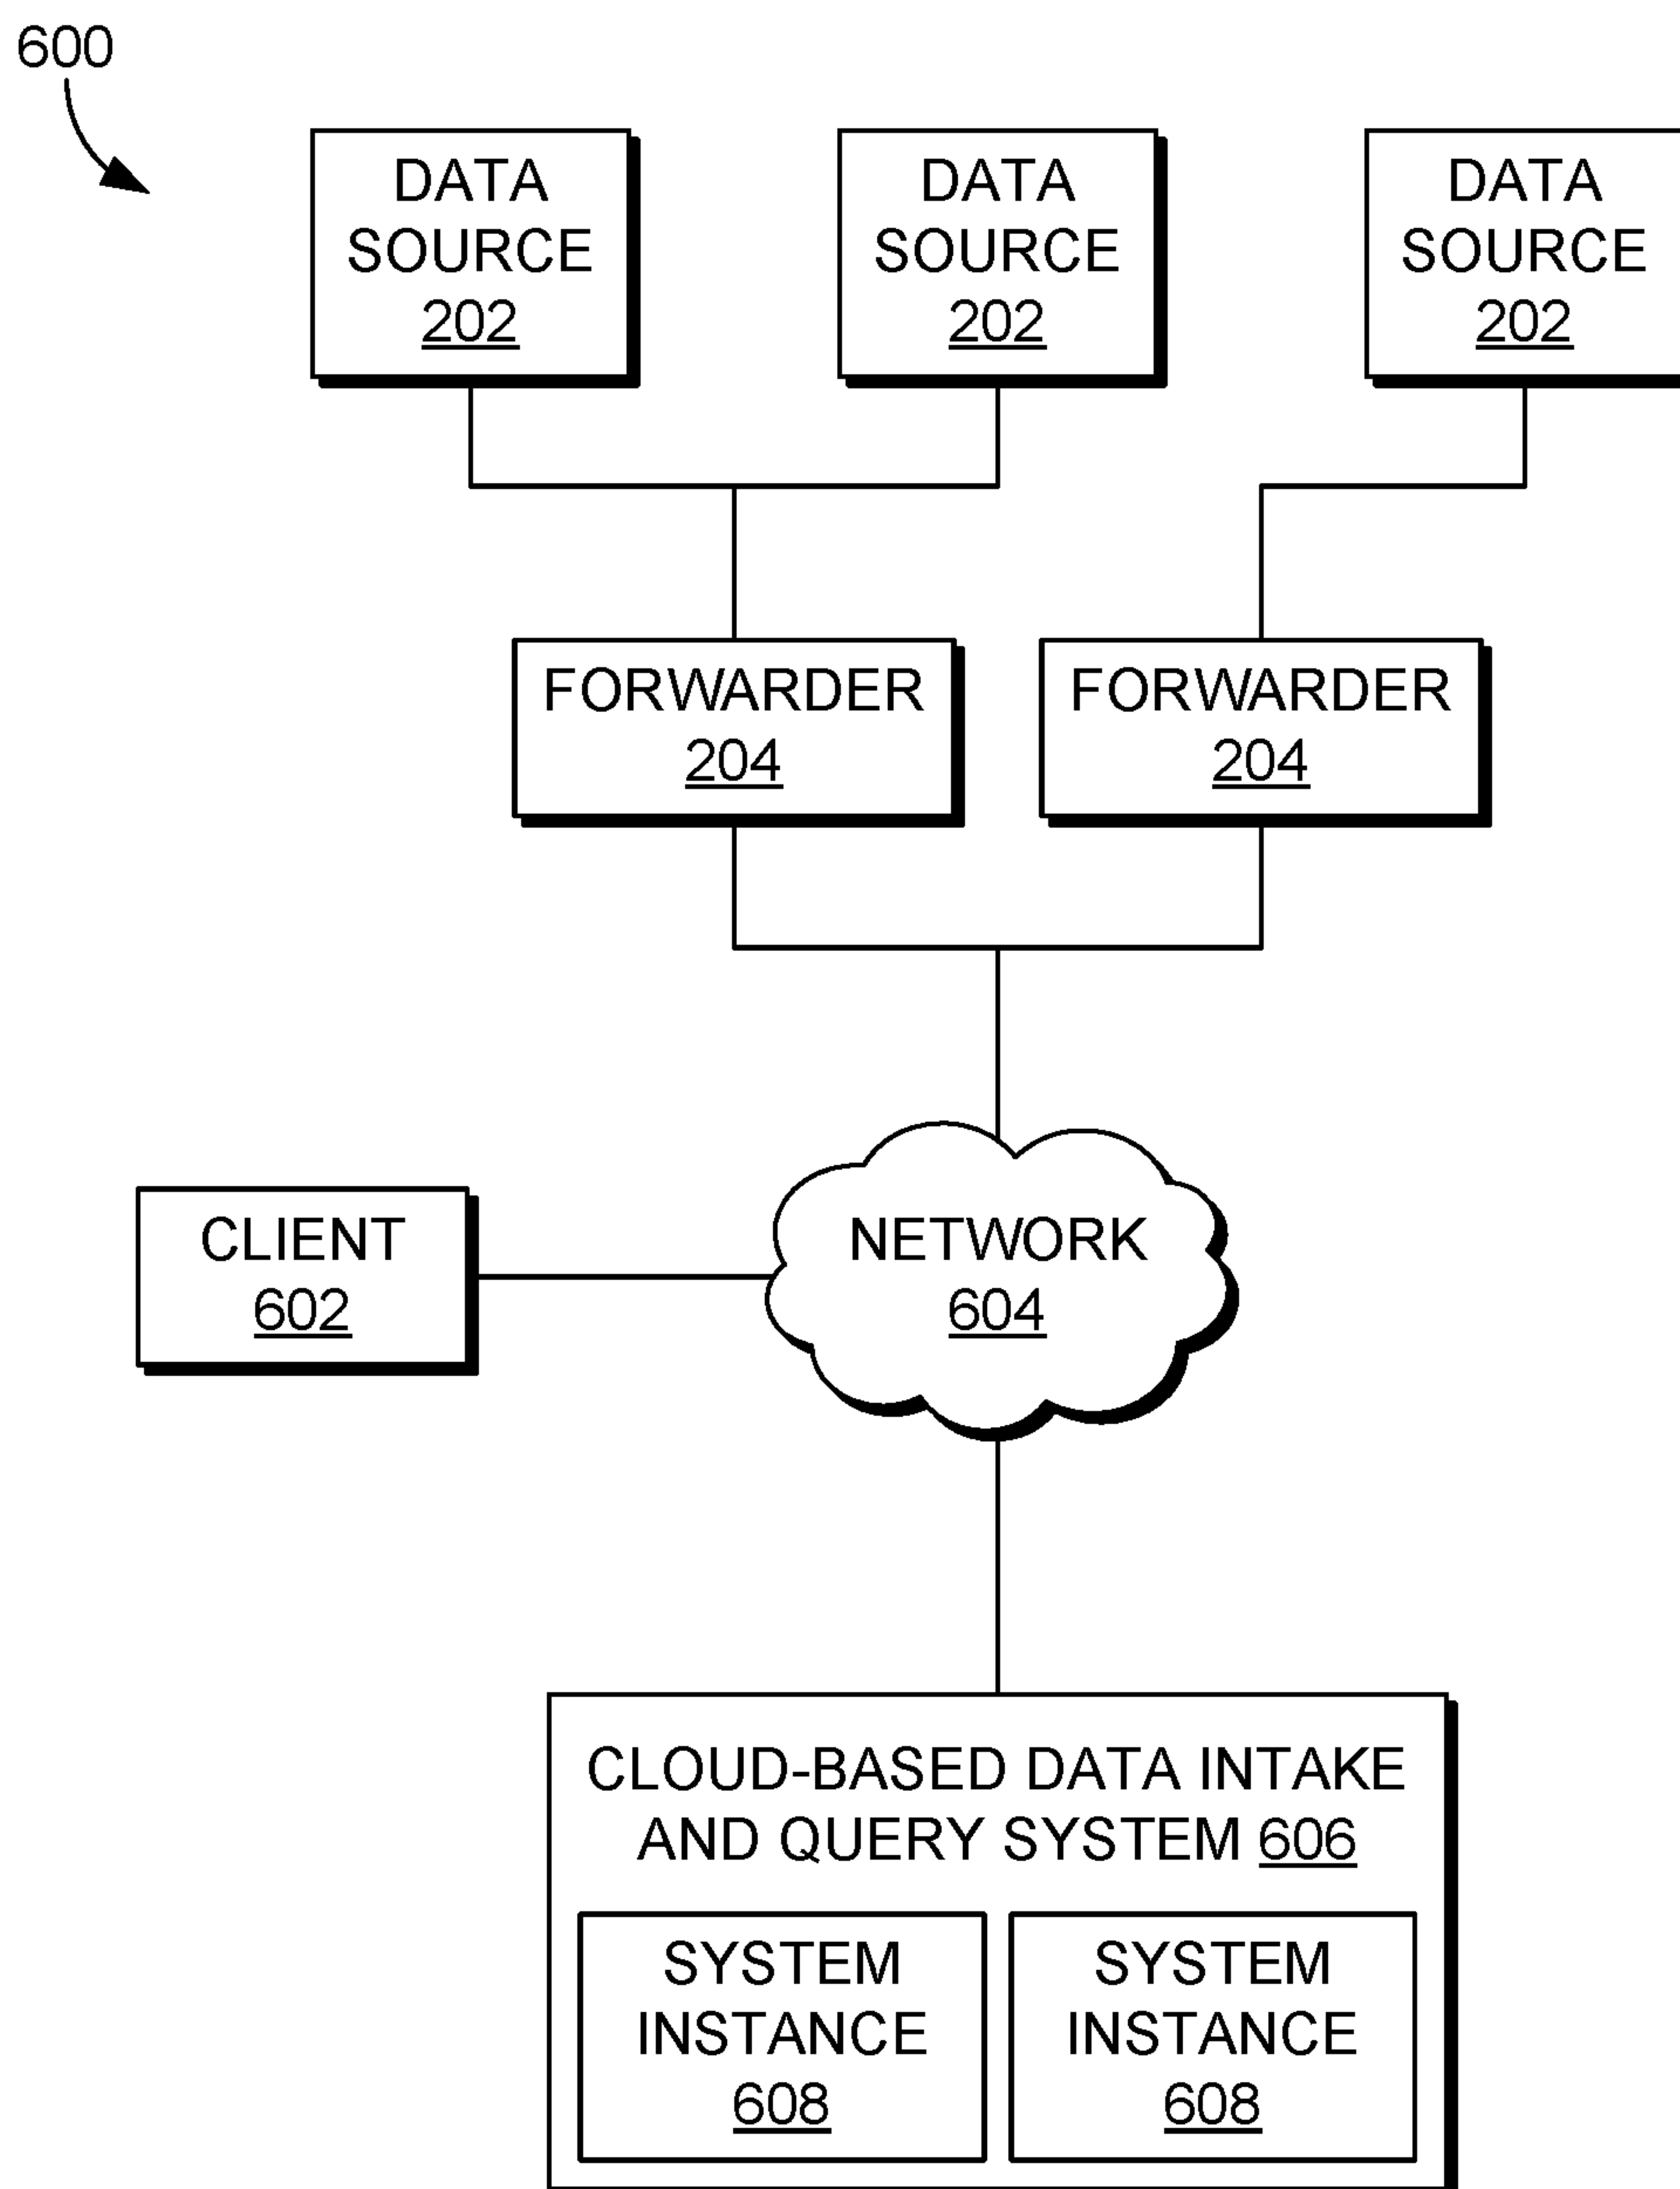 600
DATA
SOURCE
202
DATA
SOURCE
202
DATA
SOURCE
202
FORWARDER
204
FORWARDER
204
CLIENT
602
NETWORK
604
CLOUD-BASED DATA INTAKE
AND QUERY SYSTEM 606
SYSTEM
INSTANCE
608
SYSTEM
INSTANCE
608